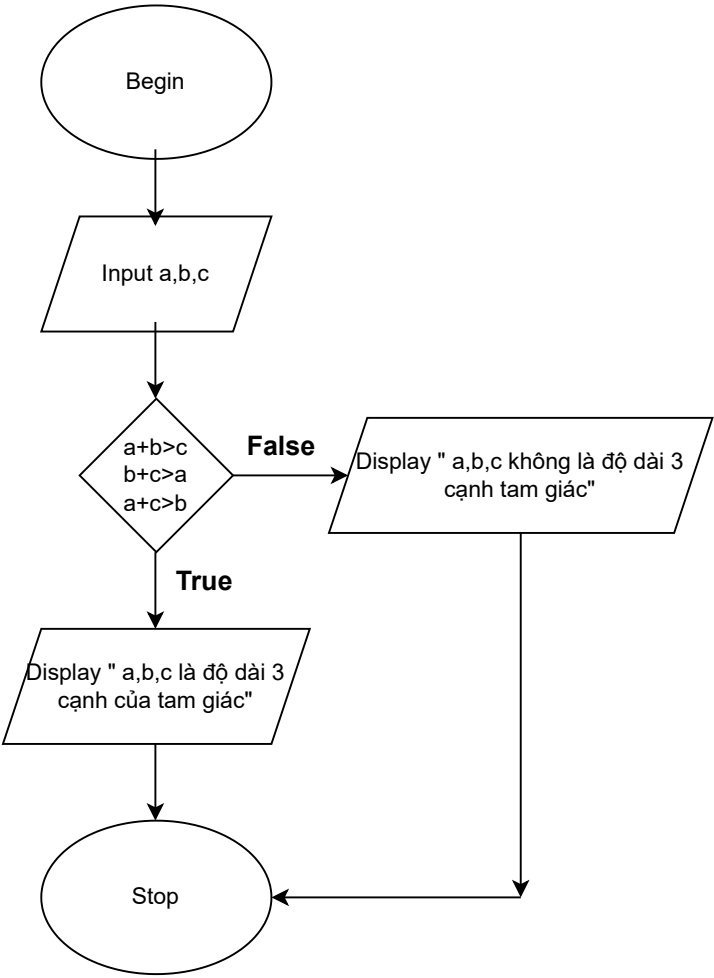 Begin
Input a,b,c
a+b>c
b+c>a
a+c>b
False
Display " a,b,c không là độ dài 3
cạnh tam giác"
True
Display " a,b,c là độ dài 3
cạnh của tam giác"
Stop